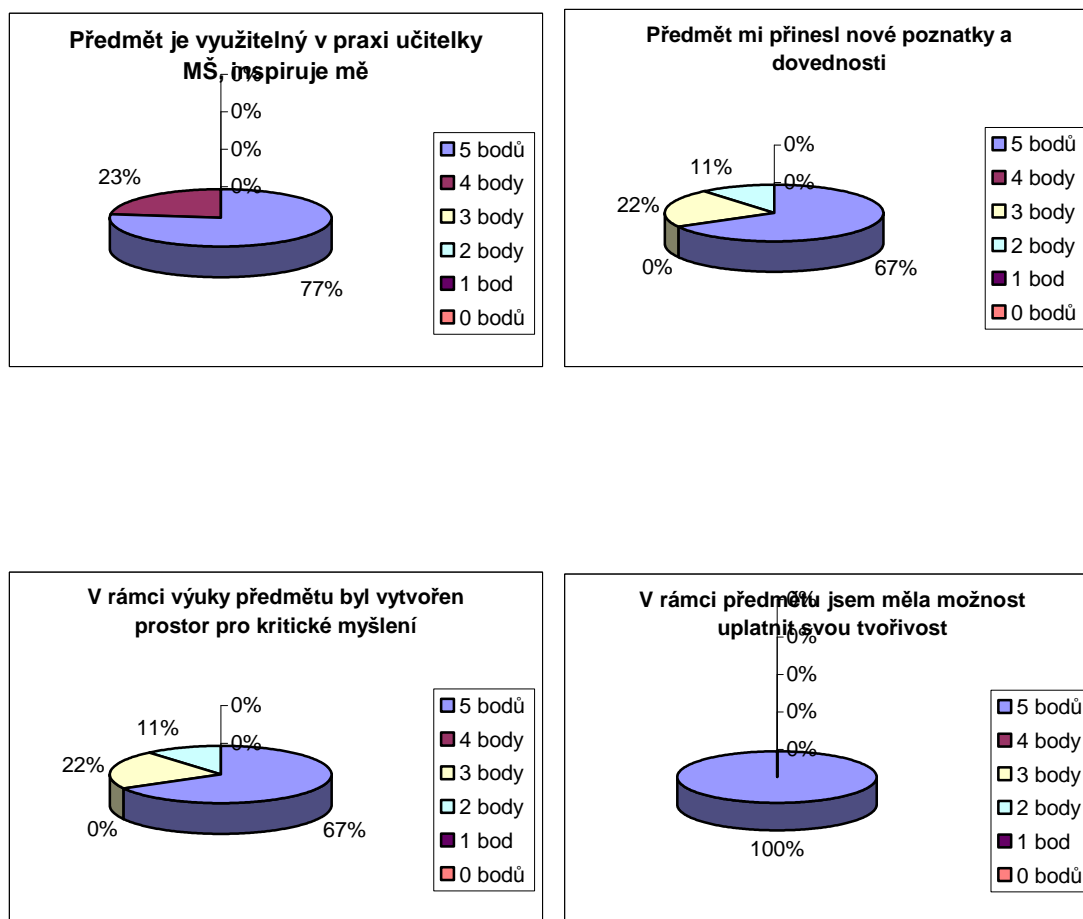 Předmět je využitelný v praxi učitelky
MŠ, inspiruje mě
0%
0%
0%
0%
23%
77%
5 bodů
4 body
3 body
2 body
1 bod
0 bodů
Předmět mi přinesl nové poznatky a
dovednosti
0%
0%
11%
22%
0%
67%
5 bodů
4 body
3 body
2 body
1 bod
0 bodů
V rámci výuky předmětu byl vytvořen
prostor pro kritické myšlení
0%
0%
11%
22%
0%
67%
5 bodů
4 body
3 body
2 body
1 bod
0 bodů
V rámci předmětu jsem měla možnost
uplatnit svou tvořivost
0%
0%
0%
0%
0%
100%
5 bodů
4 body
3 body
2 body
1 bod
0 bodů